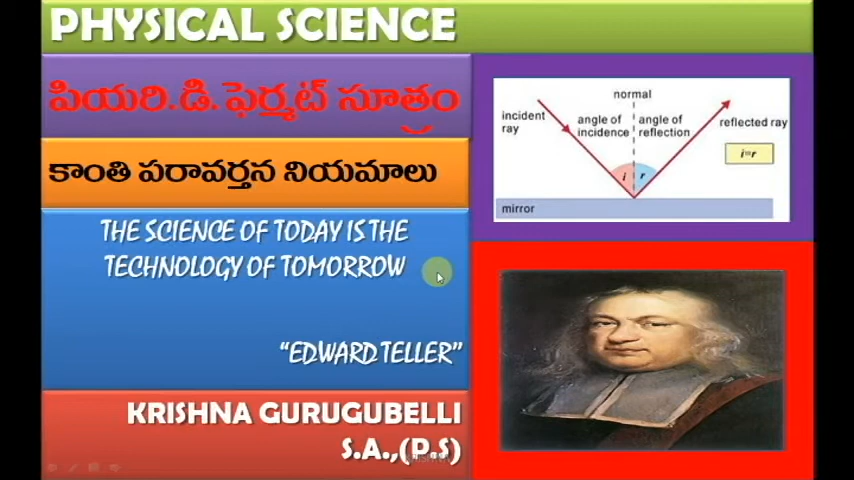 PHYSICAL SCIENCE
పియరి.డి.ఫెర్మట్ సూత్రం
కాంతి పరావర్తన నియమాలు
THE SCIENCE OF TODAY IS THE
TECHNOLOGY OF TOMORROW
“EDWARD TELLER”
KRISHNA GURUGUBELLI
S.A.,(P.S)
normal
incident
ray
angle of
incidence
angle of
reflection
reflected ray
i=r
i
r
mirror